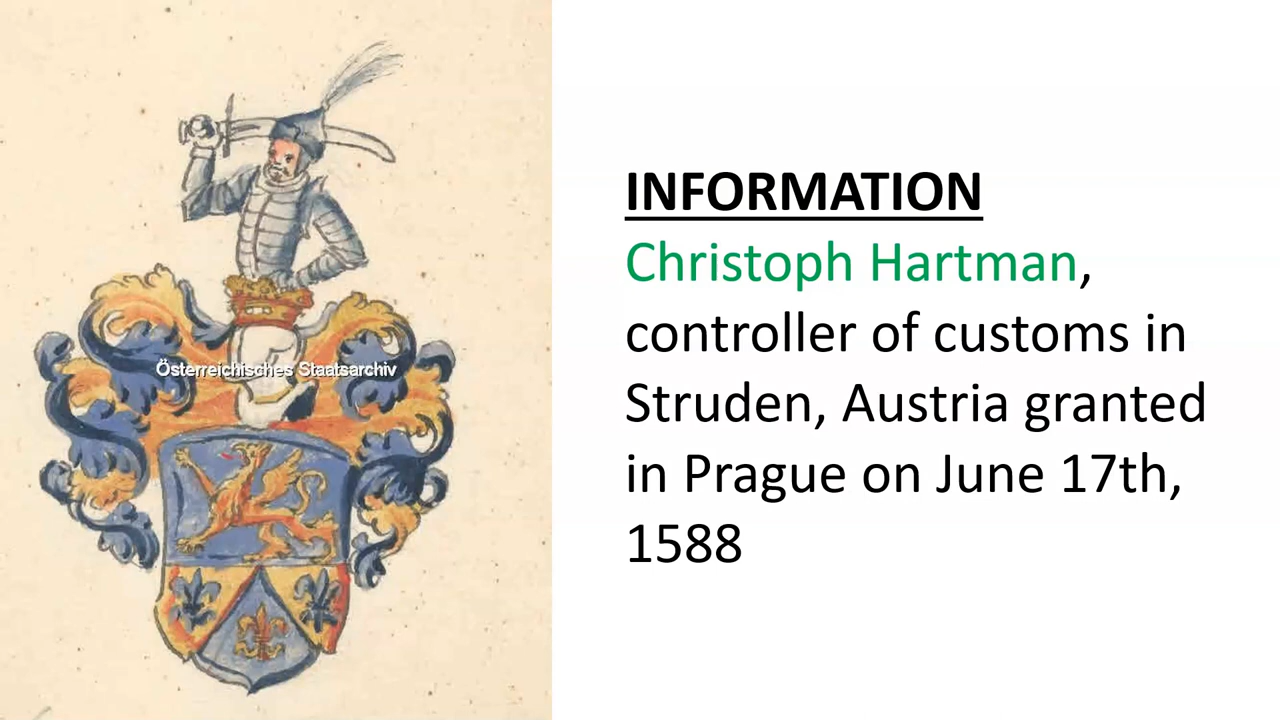 Österreichisches Staatsarchiv
INFORMATION
Christoph Hartman,
controller of customs in
Struden, Austria granted
in Prague on June 17th,
1588